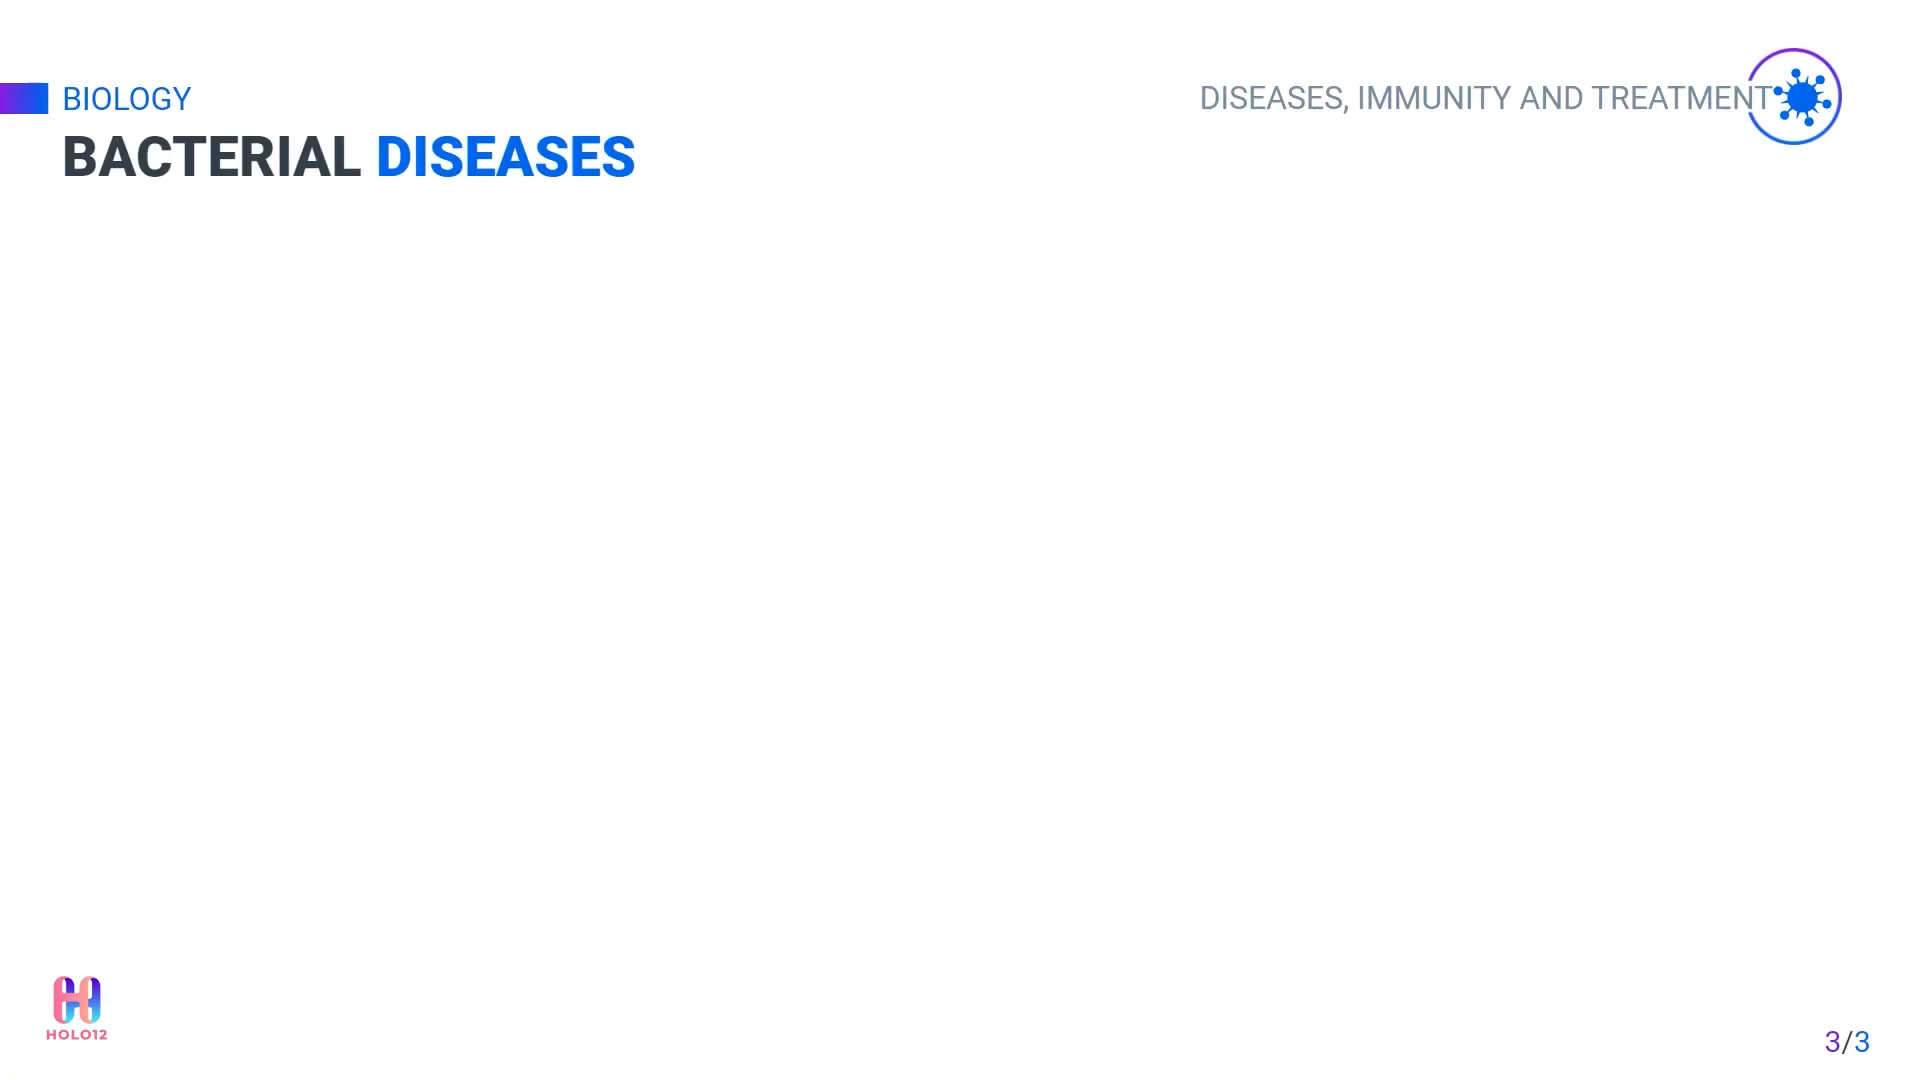 BIOLOGY
DISEASES, IMMUNITY AND TREATMENT
BACTERIAL DISEASES
HOLO12
3/3